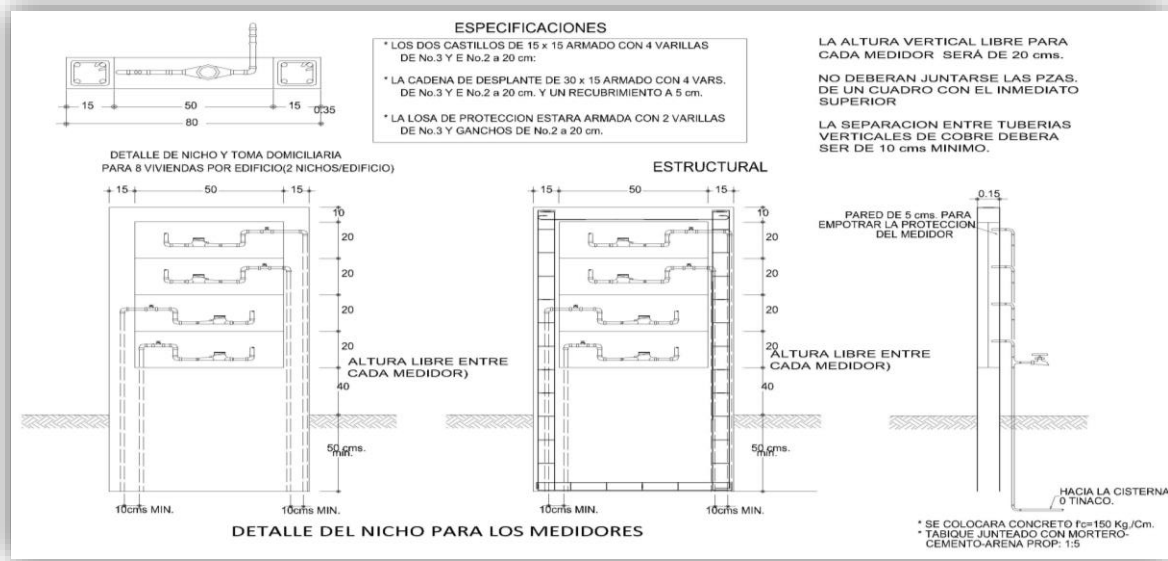 ESPECIFICACIONES
* LOS DOS CASTILLOS DE 15 x 15 ARMADO CON 4 VARILLAS
DE No.3 Y E No.2 a 20 cm:
* LA CADENA DE DESPLANTE DE 30 x 15 ARMADO CON 4 VARS.
DE No.3 Y E No.2 a 20 cm. Y UN RECUBRIMIENTO A 5 cm.
* LA LOSA DE PROTECCION ESTARA ARMADA CON 2 VARILLAS
DE No.3 Y GANCHOS DE No.2 a 20 cm.
LA ALTURA VERTICAL LIBRE PARA
CADA MEDIDOR SERÁ DE 20 cms.
NO DEBERAN JUNTARSE LAS PZAS.
DE UN CUADRO CON EL INMEDIATO
SUPERIOR
LA SEPARACION ENTRE TUBERIAS
VERTICALES DE COBRE DEBERA
SER DE 10 cms MINIMO.
15 50 15 0.35
80
DETALLE DE NICHO Y TOMA DOMICILIARIA
PARA 8 VIVIENDAS POR EDIFICIO(2 NICHOS/EDIFICIO)
15 50 15
10
20
20
20
20
ALTURA LIBRE ENTRE
CADA MEDIDOR)
40
50 cms.
min.
10cms MIN. 10cms MIN.
ESTRUCTURAL
15 50 15
10
20
20
20
20
ALTURA LIBRE ENTRE
CADA MEDIDOR)
40
50 cms.
min.
10cms MIN. 10cms MIN.
0.15
PARED DE 5 cms. PARA
EMPOTRAR LA PROTECCION
DEL MEDIDOR
HACIA LA CISTERNA
O TINACO.
DETALLE DEL NICHO PARA LOS MEDIDORES
* SE COLOCARA CONCRETO f'c=150 Kg./Cm.
* TABIQUE JUNTEADO CON MORTERO-
CEMENTO-ARENA PROP: 1:5